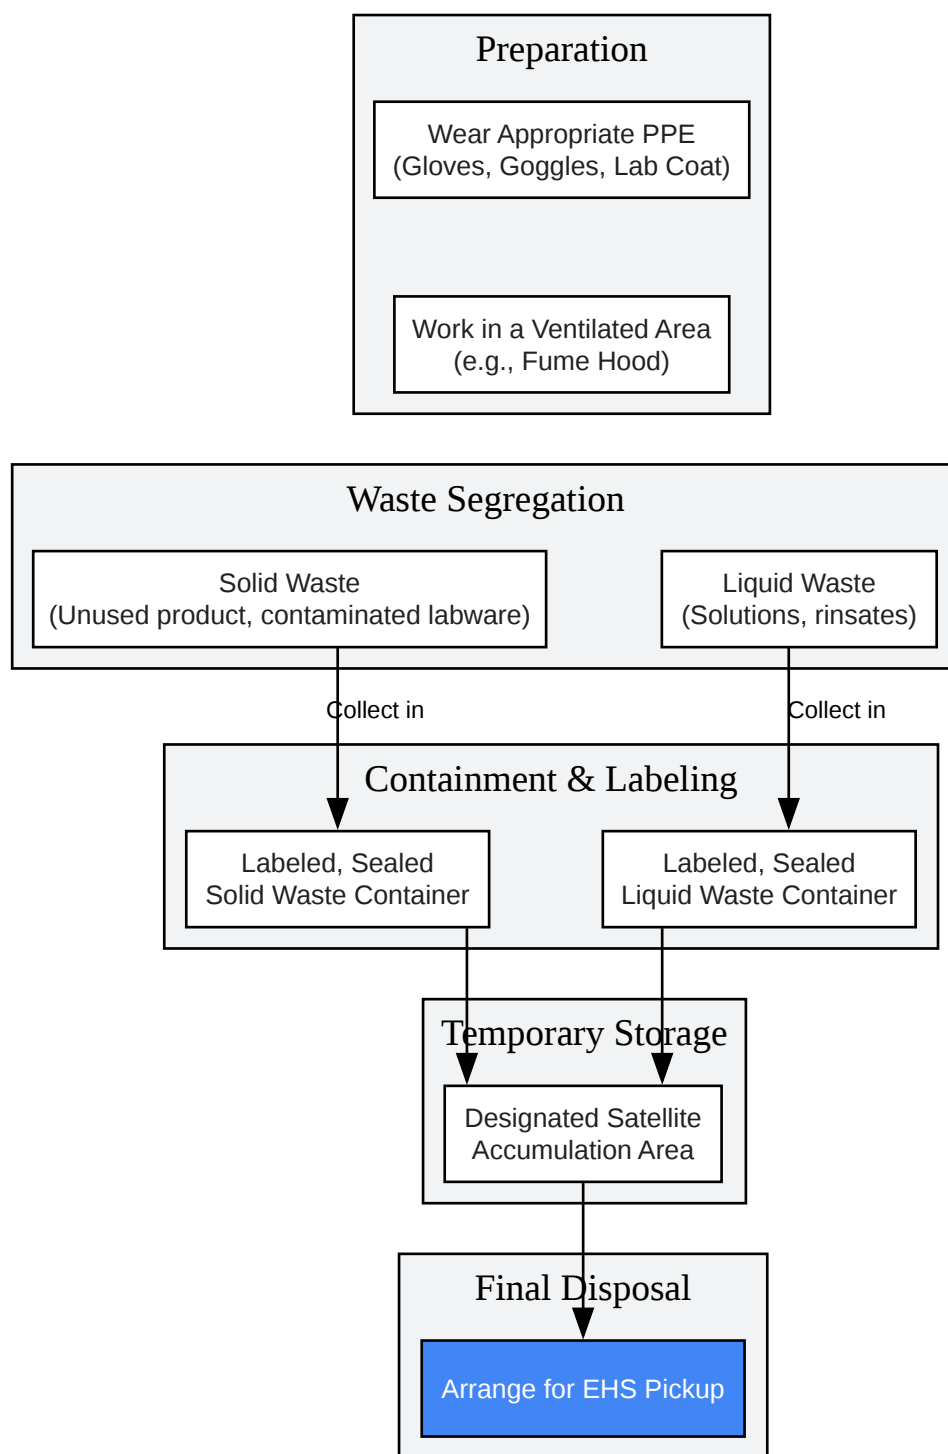 Preparation
Wear Appropriate PPE
(Gloves, Goggles, Lab Coat)
Work in a Ventilated Area
(e.g., Fume Hood)
Waste Segregation
Solid Waste
(Unused product, contaminated labware)
Liquid Waste
(Solutions, rinsates)
Collect in
Collect in
Containment & Labeling
Labeled, Sealed
Solid Waste Container
Labeled, Sealed
Liquid Waste Container
Temporary Storage
Designated Satellite
Accumulation Area
Final Disposal
Arrange for EHS Pickup